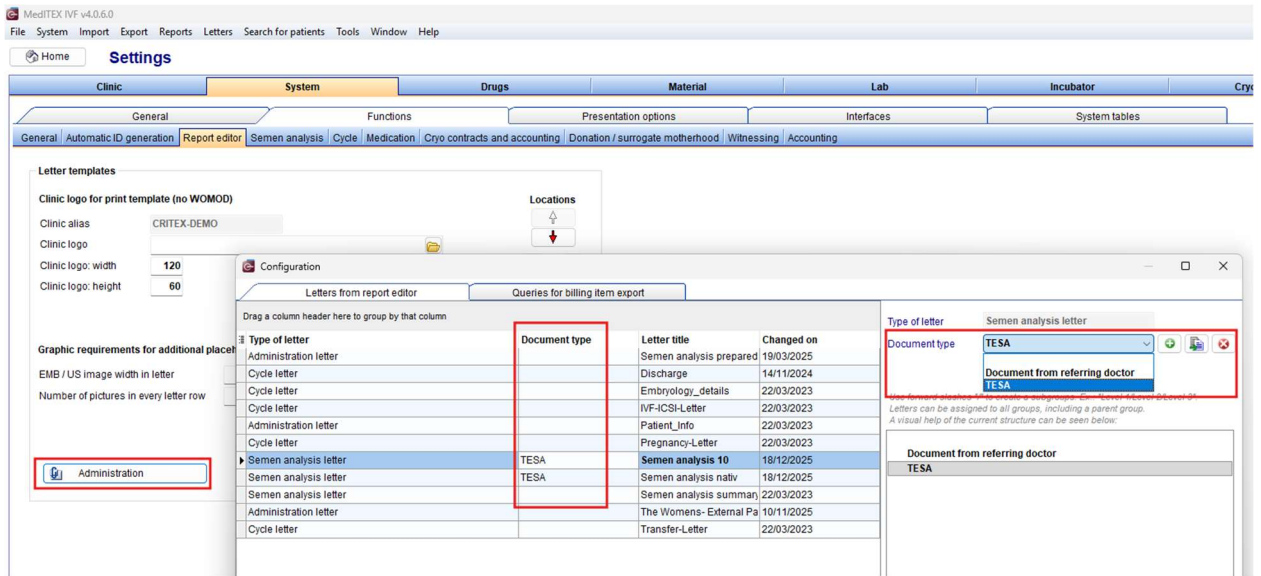 MedITEX IVF v4.0.6.0
File System Import Export Reports Letters Search for patients Tools Window Help
Home Settings
Clinic System Drugs Material Lab Incubator
General Functions Presentation options Interfaces System tables
General Automatic ID generation Report editor Semen analysis Cycle Medication Cryo contracts and accounting Donation / surrogate motherhood Witnessing Accounting
Letter templates
Clinic logo for print template (no WOMOD)
Locations
Clinic alias CRITEX-DEMO
Clinic logo
Clinic logo: width 120
Clinic logo: height 60
Graphic requirements for additional
EMB / US image width in letter
Number of pictures in every letter row
Administration
Configuration
Letters from report editor Queries for billing item export
Drag a column header here to group by that column
Type of letter Document type Letter title Changed on
Administration letter Semen analysis prepared 19/03/2025
Cycle letter Discharge 14/11/2024
Cycle letter Embryology_details 22/03/2023
Cycle letter IVF-ICSI-Letter 22/03/2023
Administration letter Patient_Info 22/03/2023
Cycle letter Pregnancy-Letter 22/03/2023
Semen analysis letter TESA Semen analysis 10 18/12/2025
Semen analysis letter TESA Semen analysis nativ 18/12/2025
Semen analysis letter Semen analysis summary 22/03/2023
Administration letter The Womens- External Pa 10/11/2025
Cycle letter Transfer-Letter 22/03/2023
Type of letter Semen analysis letter
Document type TESA
Document from referring doctor
TESA
Letters can be assigned to all groups, including a parent group.
A visual help of the current structure can be seen below:
Document from referring doctor
TESA